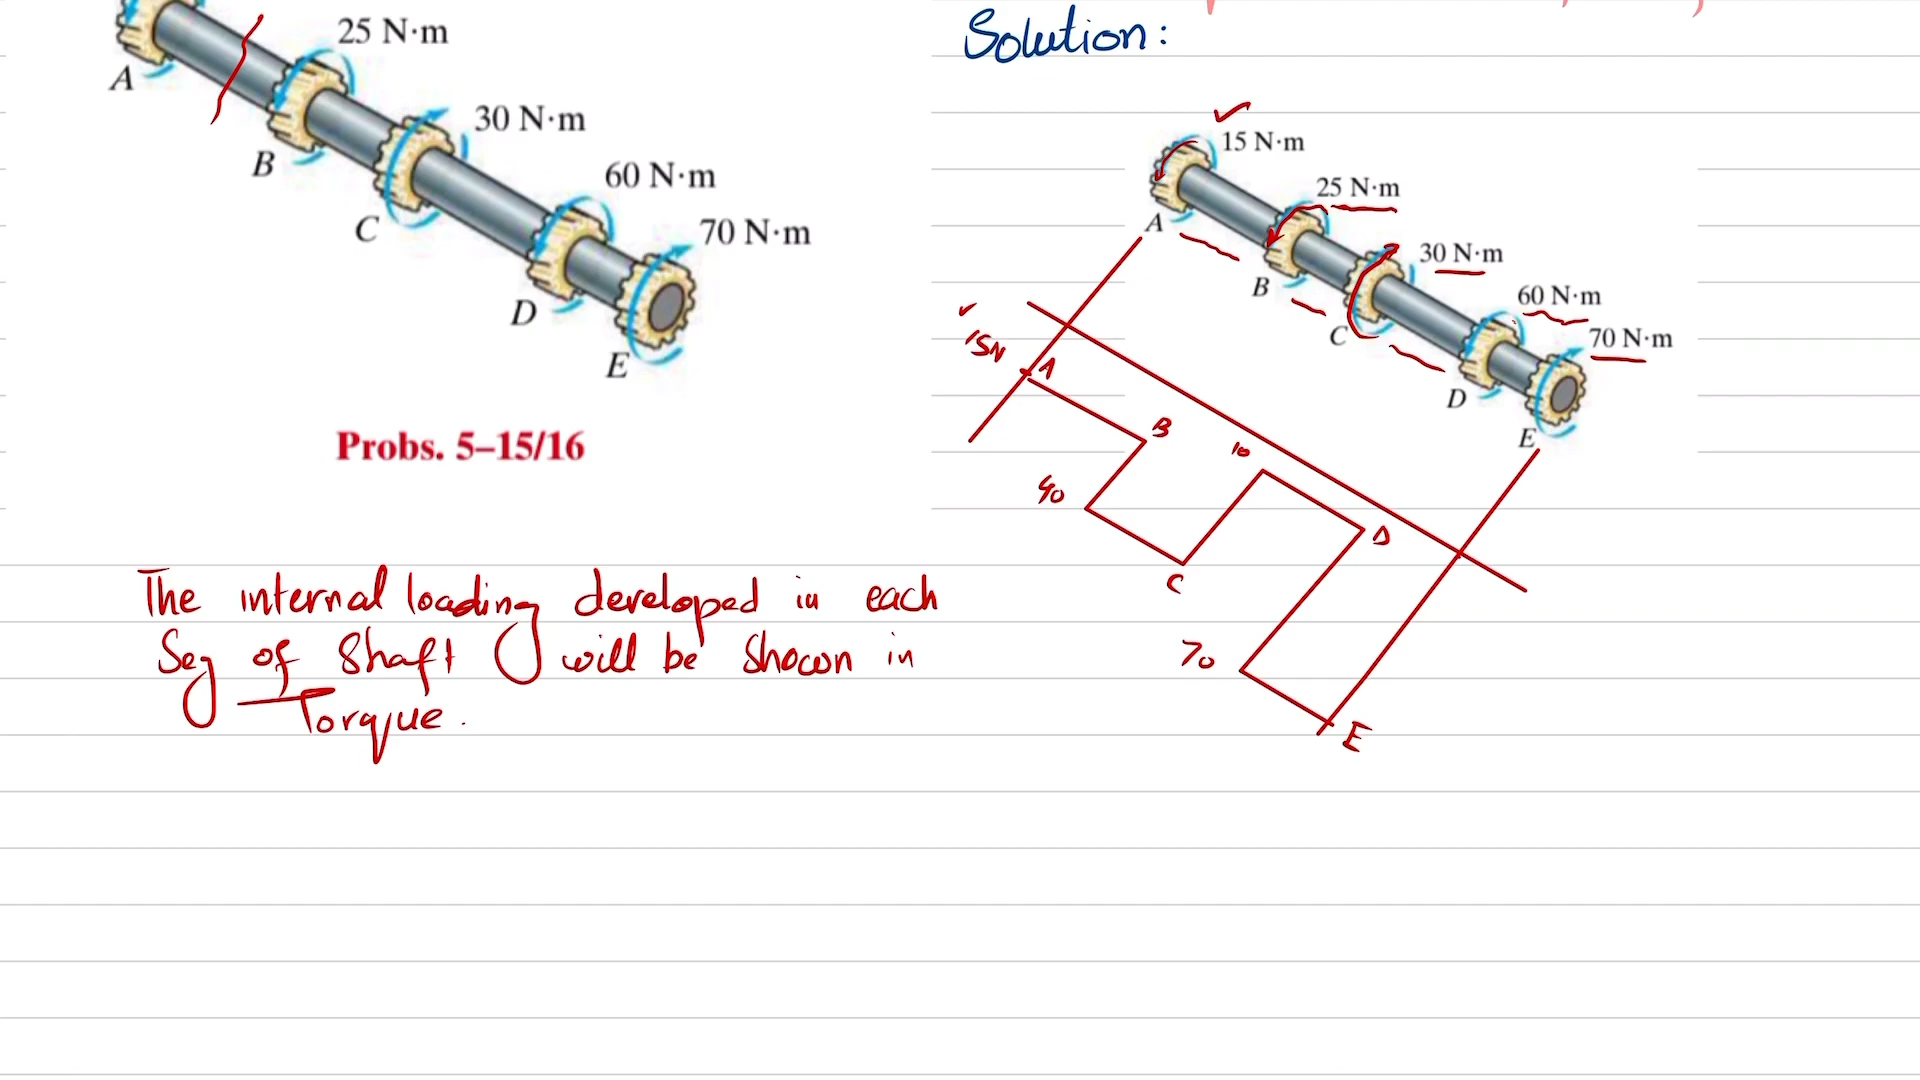 Solution:
25 N·m
A
30 N·m
B
60 N·m
C
70 N·m
D
E
Probs. 5–15/16
15 N·m
25 N·m
A
30 N·m
B
60 N·m
C
70 N·m
D
E
15N
A
B
10
40
D
C
70
E
The internal loading developed in each
Seg of Shaft will be Shown in
Torque.